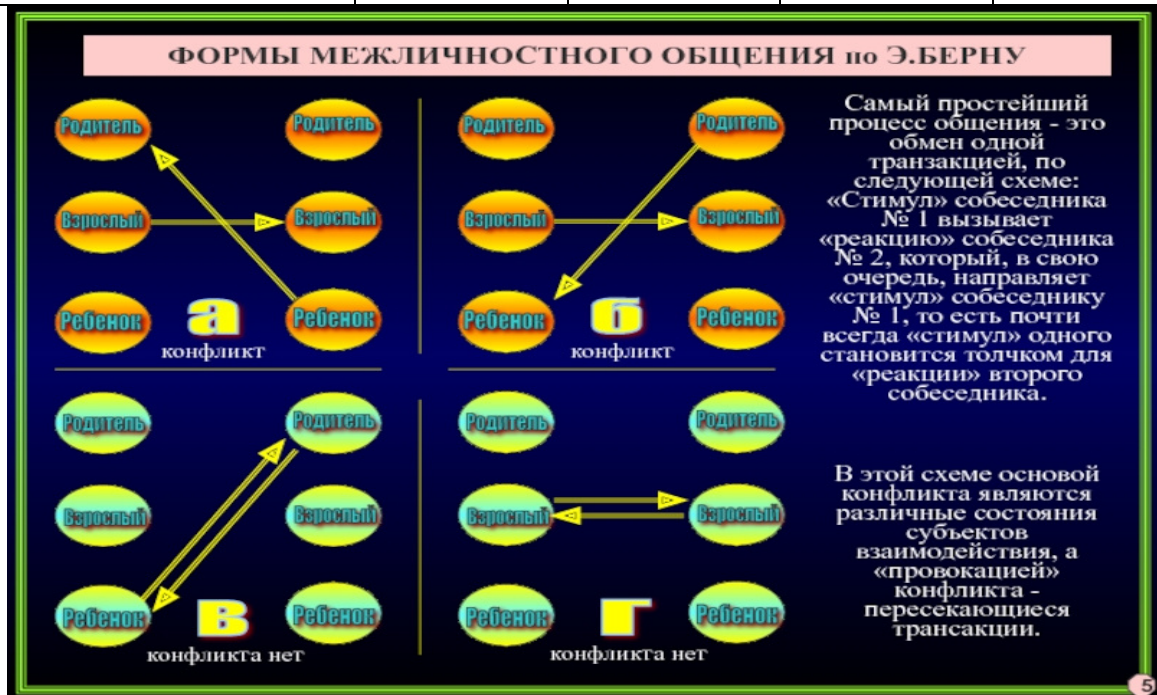 ФОРМЫ МЕЖЛИЧНОСТНОГО ОБЩЕНИЯ по Э.БЕРНУ
Родитель Родитель
Взрослый Взрослый
Ребенок Ребенок
а
конфликт
Родитель Родитель
Взрослый Взрослый
Ребенок Ребенок
б
конфликт
Родитель Родитель
Взрослый Взрослый
Ребенок Ребенок
в
конфликта нет
Родитель Родитель
Взрослый Взрослый
Ребенок Ребенок
г
конфликта нет
Самый простейший
процесс общения - это
обмен одной
транзакцией, по
следующей схеме:
«Стимул» собеседника
№ 1 вызывает
«реакцию» собеседника
№ 2, который, в свою
очередь, направляет
«стимул» собеседнику
№ 1, то есть почти
всегда «стимул» одного
становится толчком для
«реакции» второго
собеседника.
В этой схеме основой
конфликта являются
различные состояния
субъектов
взаимодействия, а
«провокацией»
конфликта -
пересекающиеся
трансакции.
5